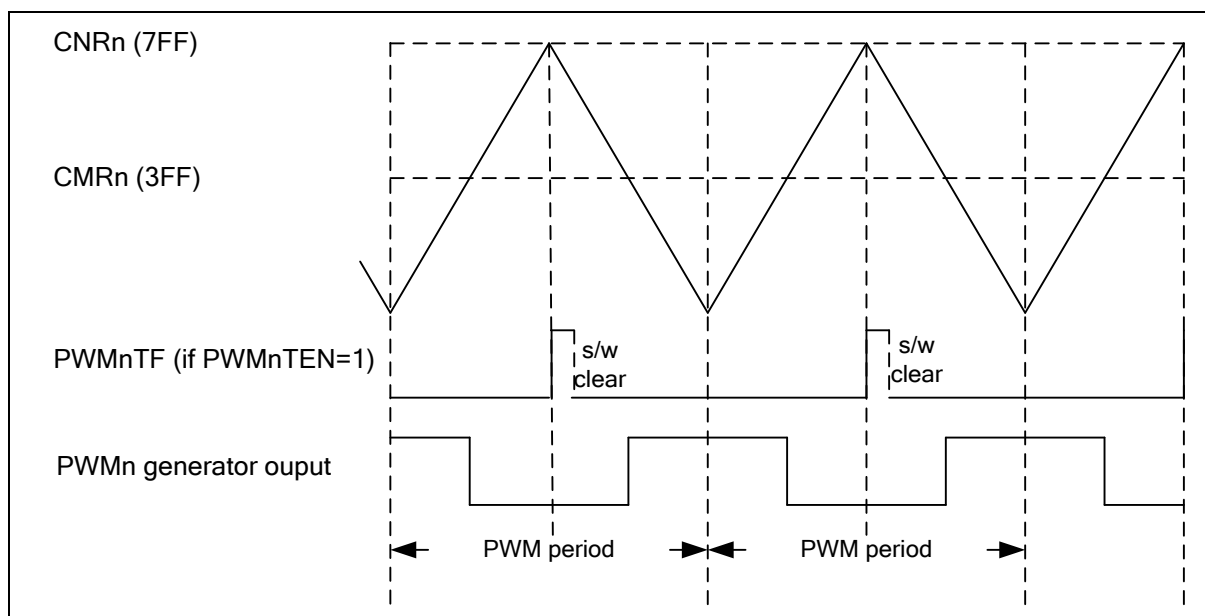 CNRn (7FF)
CMRn (3FF)
PWMnTF (if PWMnTEN=1)
s/w
clear
s/w
clear
PWMn generator ouput
PWM period
PWM period